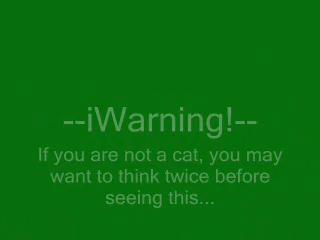 --iWarning!--
If you are not a cat, you may
want to think twice before
seeing this...